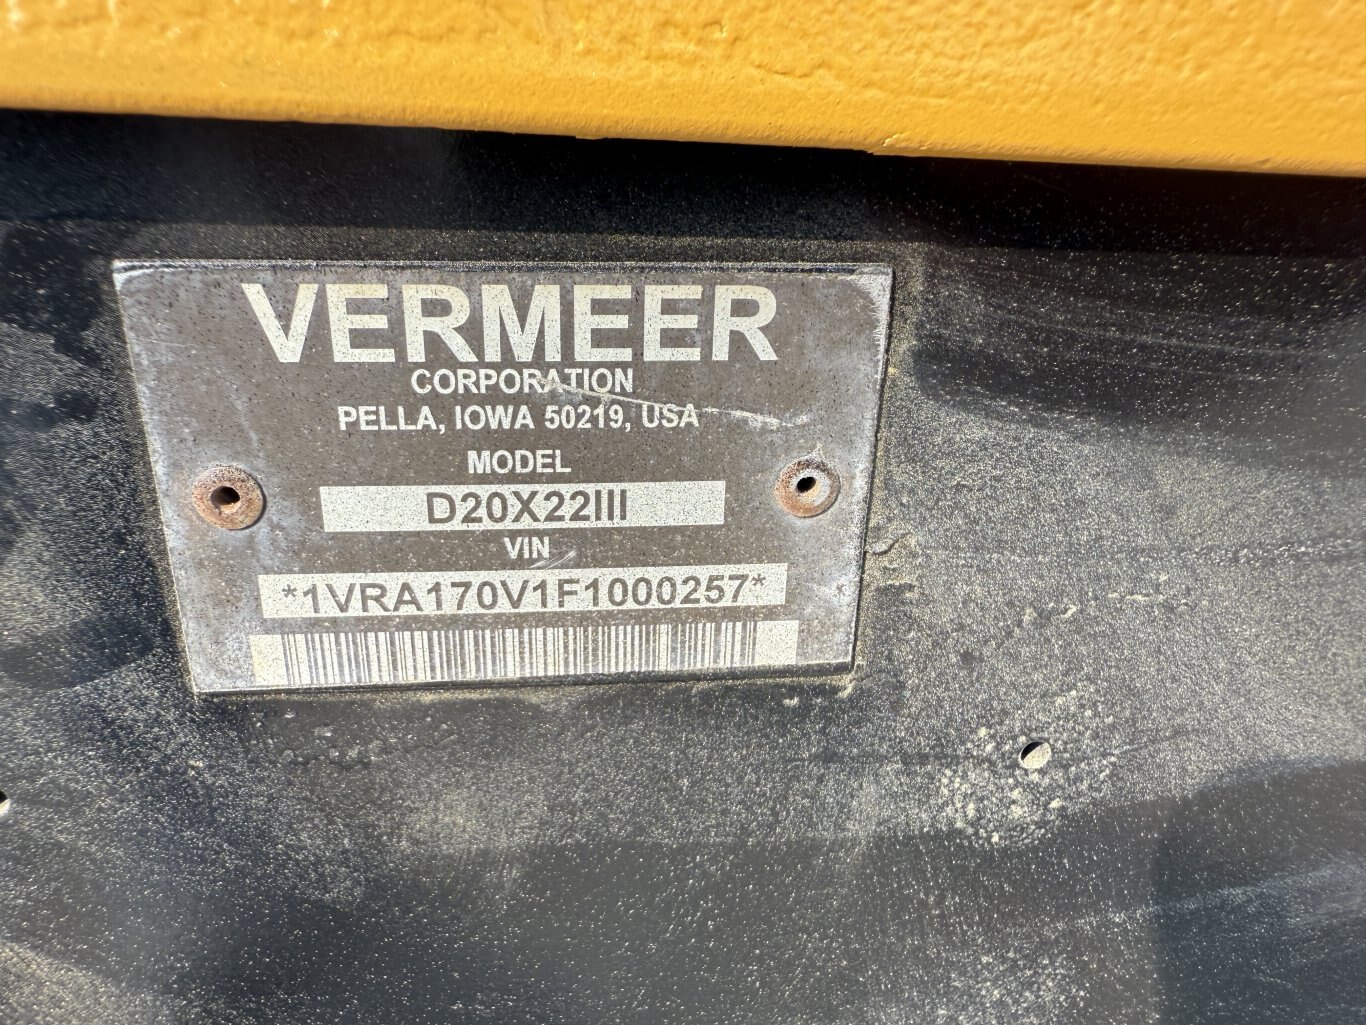 VERMEER
CORPORATION
PELLA, IOWA 50219, USA
MODEL
D20X22III
VIN
*1VRA170V1F1000257*